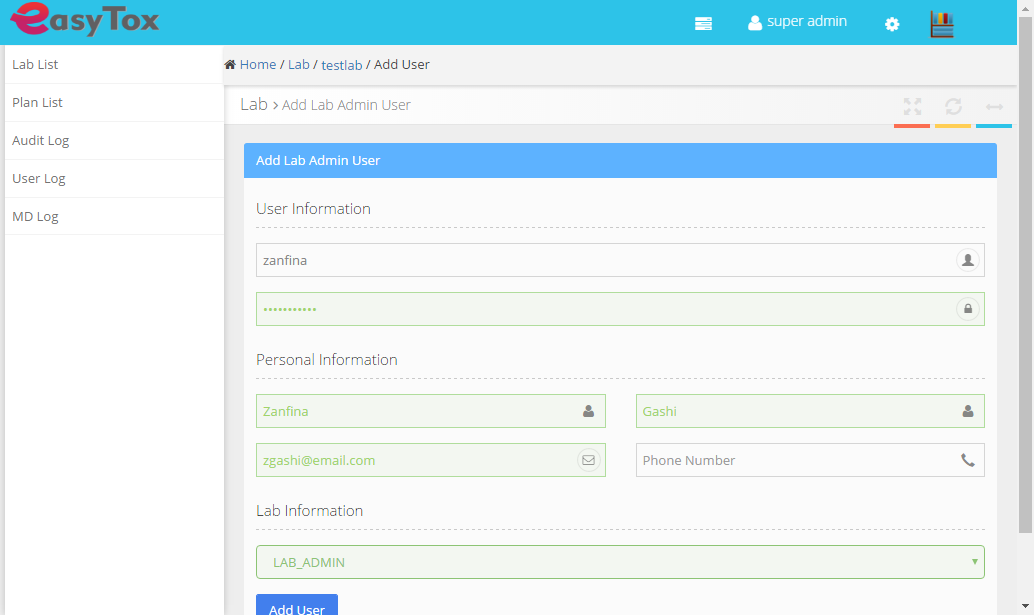 easyTox
super admin
Lab List
Plan List
Audit Log
User Log
MD Log
Home / Lab / testlab / Add User
Lab > Add Lab Admin User
Add Lab Admin User
User Information
zanfina
•••••••••••
Personal Information
Zanfina
Gashi
zgashi@email.com
Phone Number
Lab Information
LAB_ADMIN
Add User